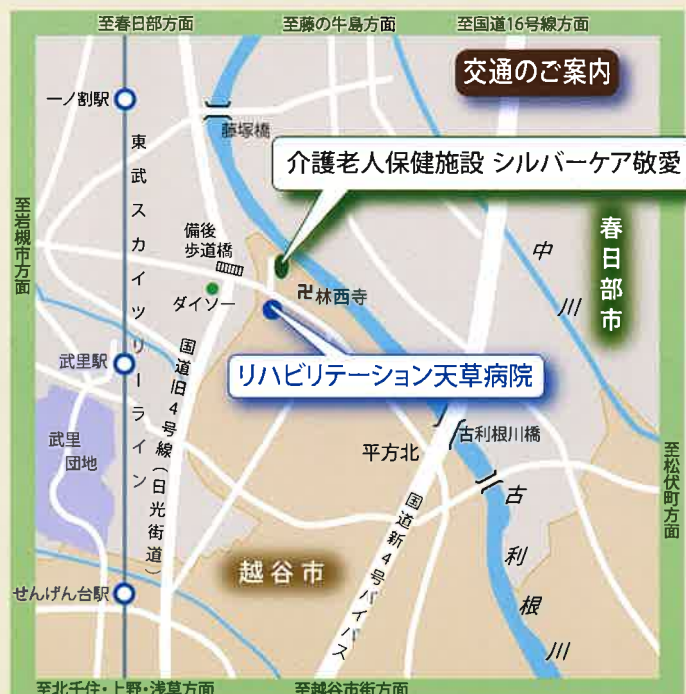 至春日部方面
至藤の牛島方面
至国道16号線方面
交通のご案内
一ノ割駅
藤塚橋
東武スカイツリーライン
介護老人保健施設 シルバーケア敬愛
至岩槻市方面
備後
歩道橋
春日部市
中川
ダイソー
卍林西寺
武里駅
リハビリテーション天草病院
国道旧4号線(日光街道)
武里
団地
平方北
古利根川橋
至松伏町方面
国道新4号バイパス
古利根川
越谷市
せんげん台駅
至北千住・上野・浅草方面
至越谷市街方面